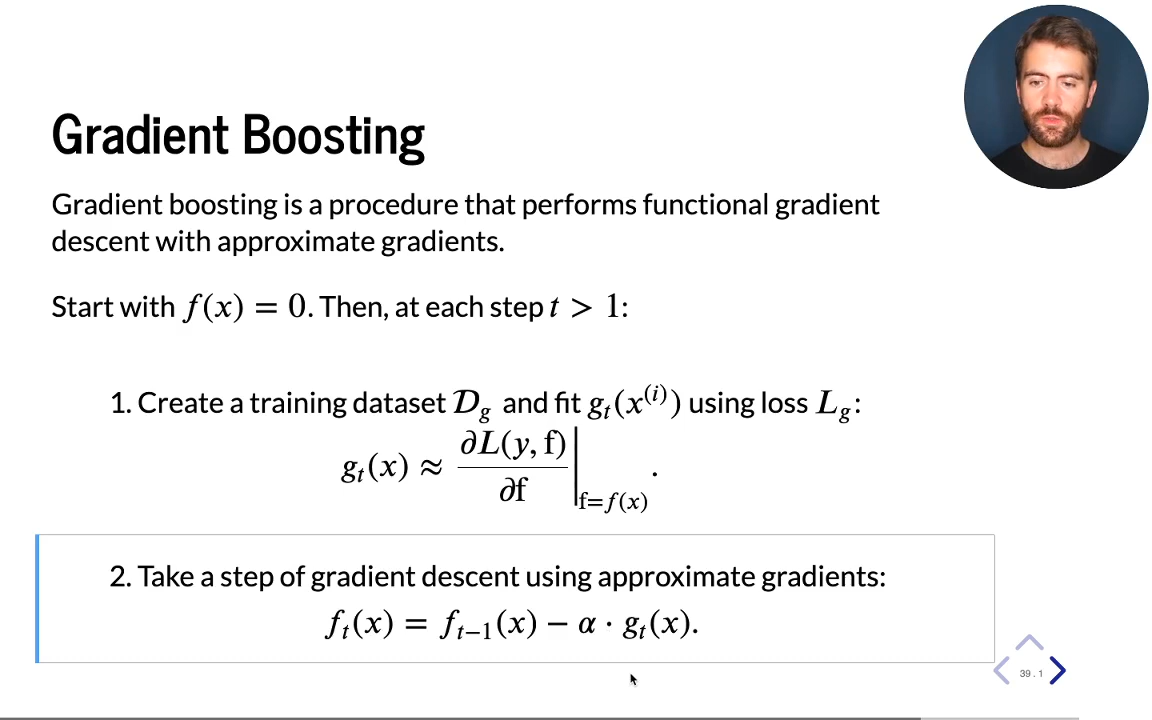 Gradient Boosting
Gradient boosting is a procedure that performs functional gradient
descent with approximate gradients.
Start with f(x) = 0. Then, at each step t > 1:
1. Create a training dataset 𝒟_g and fit g_t(x^{(i)}) using loss L_g:
g_t(x) ≈ ∂L(y, f)/∂f |_{f=f(x)} .
2. Take a step of gradient descent using approximate gradients:
f_t(x) = f_{t−1}(x) − α · g_t(x).
39 . 1